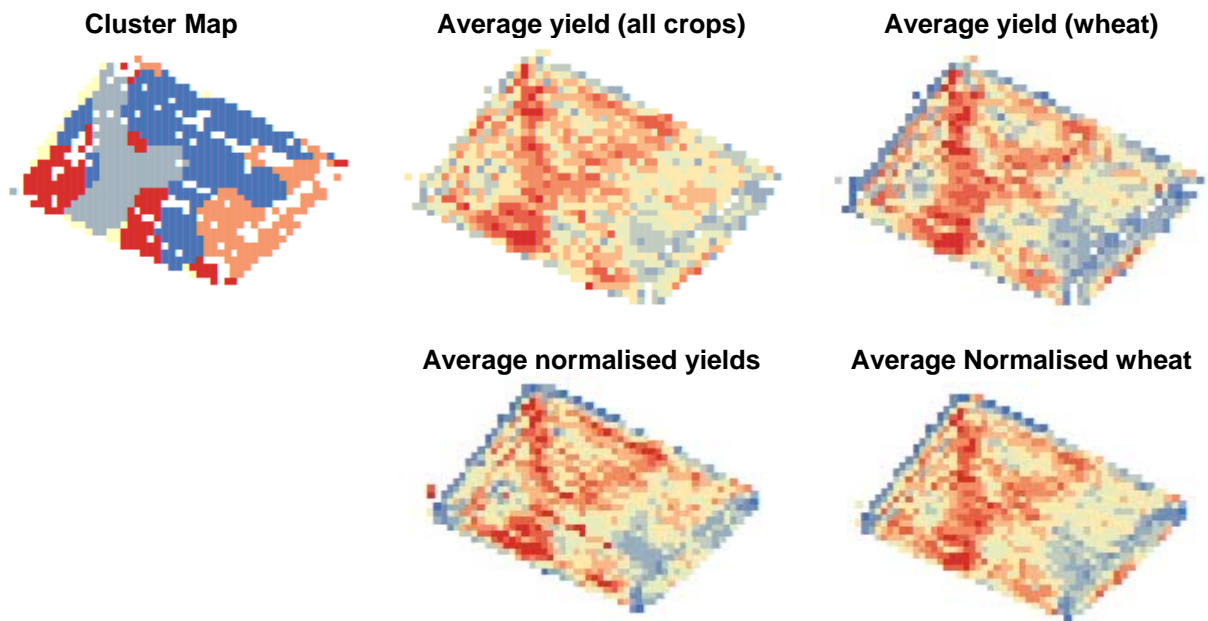 Cluster Map
Average yield (all crops)
Average yield (wheat)
Average normalised yields
Average Normalised wheat